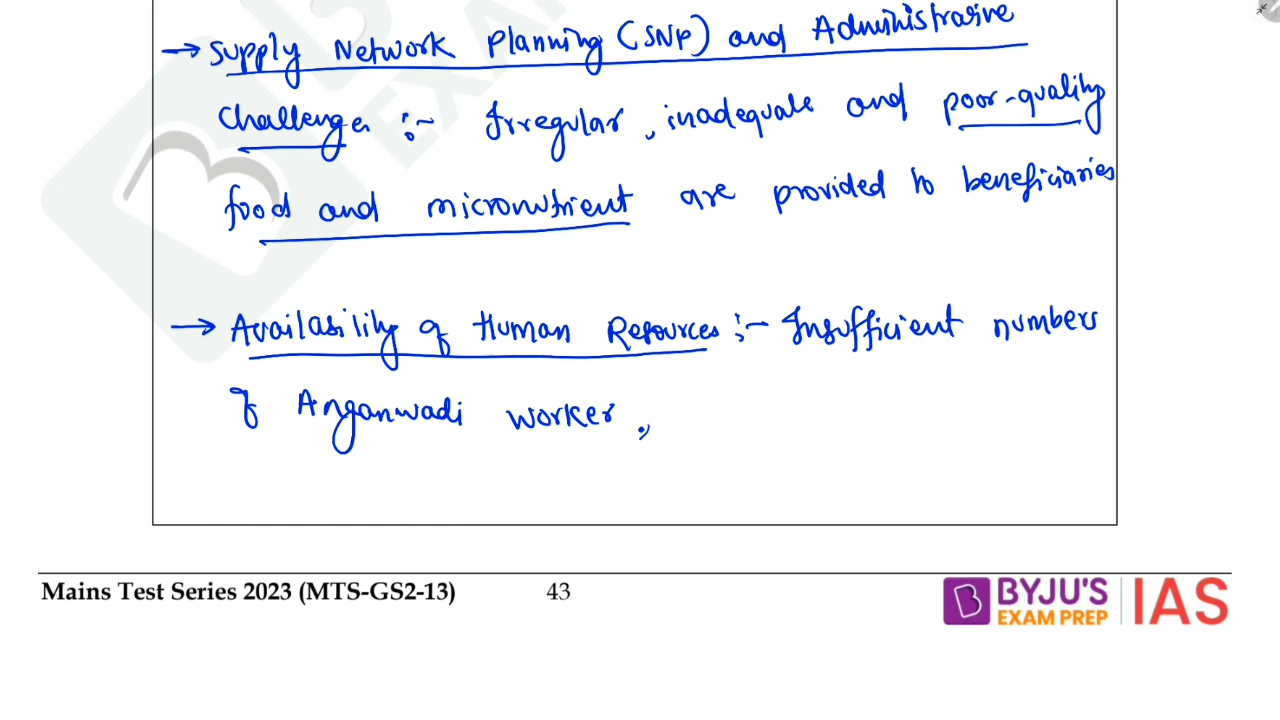 → Supply Network Planning (SNP) and Administrative
Challenges :- Irregular, inadequate and poor-quality
food and micronutrient are provided to beneficiaries
→ Availability of Human Resources :- Insufficient numbers
of Anganwadi worker,
Mains Test Series 2023 (MTS-GS2-13) 43 BYJU'S IAS
EXAM PREP